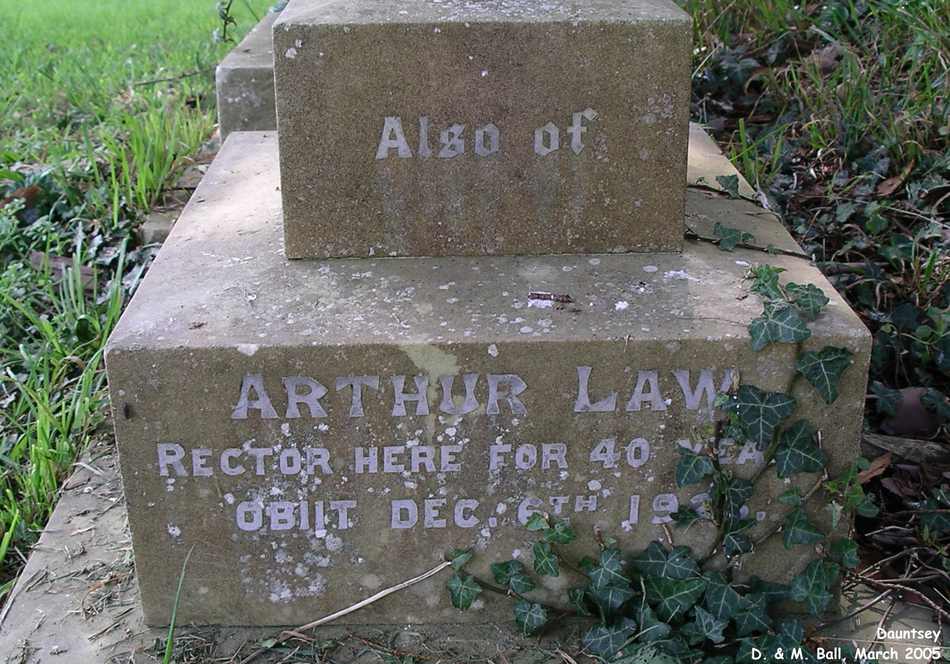 Also of
ARTHUR LAW
RECTOR HERE FOR 40
OBIIT DEC. 6TH
Dauntsey
D. & M. Ball, March 2005